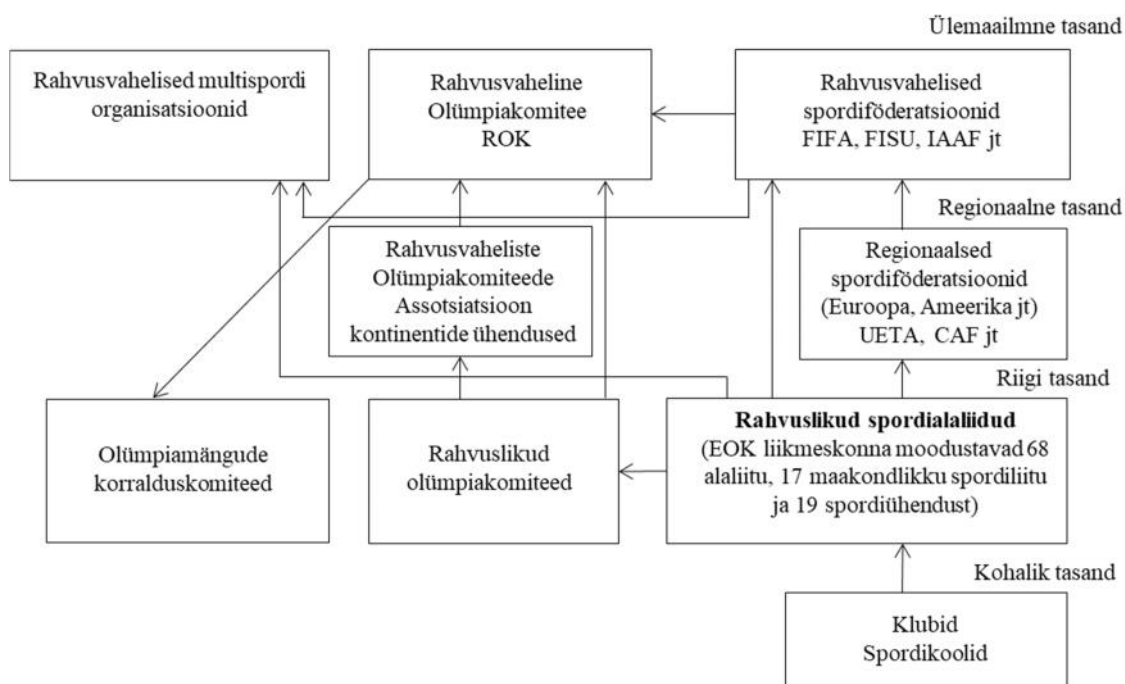 Ülemaailmne tasand
Rahvusvahelised multispordi
organisatsioonid
Rahvusvaheline
Olümpiakomitee
ROK
Rahvusvahelised
spordiföderatsioonid
FIFA, FISU, IAAF jt
Regionaalne tasand
Rahvusvaheliste
Olümpiakomiteede
Assotsiatsioon
kontinentide ühendused
Regionaalsed
spordiföderatsioonid
(Euroopa, Ameerika jt)
UETA, CAF jt
Riigi tasand
Olümpiamängude
korralduskomiteed
Rahvuslikud
olümpiakomiteed
Rahvuslikud spordialaliidud
(EOK liikmeskonna moodustavad 68
alaliitu, 17 maakondlikku spordiliitu
ja 19 spordiühendust)
Kohalik tasand
Klubid
Spordikoolid